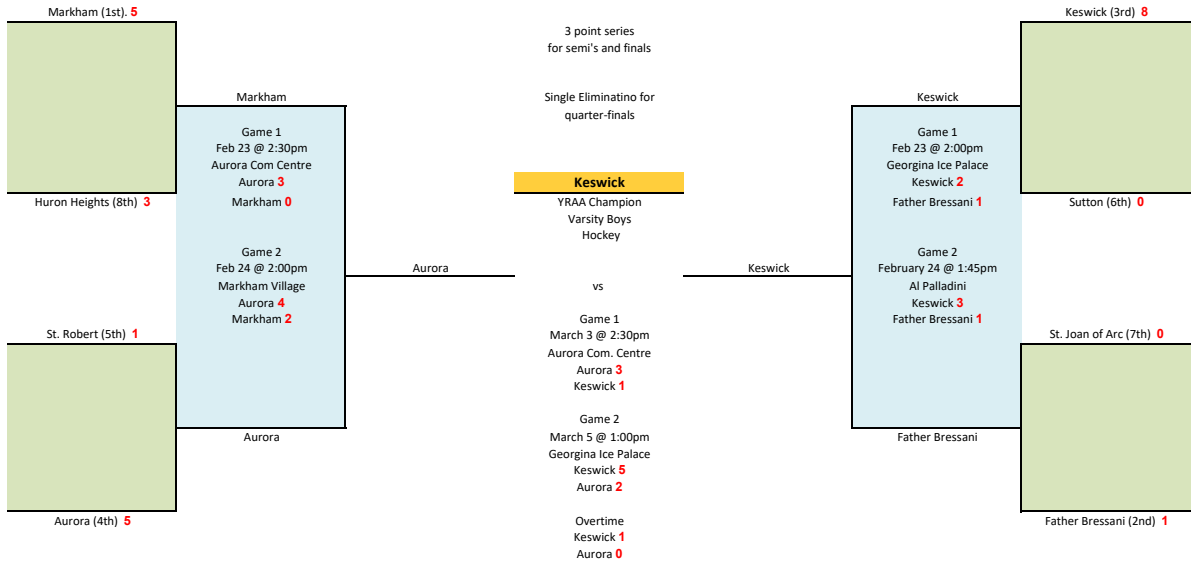 Markham (1st). 5
Huron Heights (8th) 3
St. Robert (5th) 1
Aurora (4th) 5
Markham
Game 1
Feb 23 @ 2:30pm
Aurora Com Centre
Aurora 3
Markham 0
Game 2
Feb 24 @ 2:00pm
Markham Village
Aurora 4
Markham 2
Aurora
Aurora
3 point series
for semi's and finals
Single Eliminatino for
quarter-finals
Keswick
YRAA Champion
Varsity Boys
Hockey
vs
Game 1
March 3 @ 2:30pm
Aurora Com. Centre
Aurora 3
Keswick 1
Game 2
March 5 @ 1:00pm
Georgina Ice Palace
Keswick 5
Aurora 2
Overtime
Keswick 1
Aurora 0
Keswick
Keswick
Game 1
Feb 23 @ 2:00pm
Georgina Ice Palace
Keswick 2
Father Bressani 1
Game 2
February 24 @ 1:45pm
Al Palladini
Keswick 3
Father Bressani 1
Father Bressani
Keswick (3rd) 8
Sutton (6th) 0
St. Joan of Arc (7th) 0
Father Bressani (2nd) 1